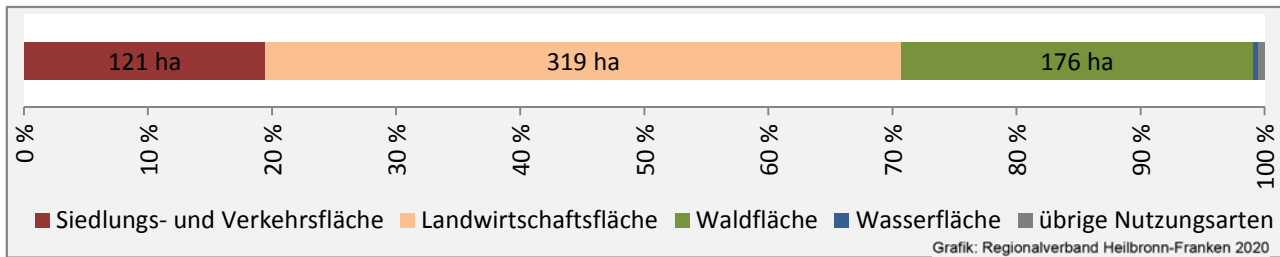 121 ha 319 ha 176 ha
0 % 10 % 20 % 30 % 40 % 50 % 60 % 70 % 80 % 90 % 100 %
Siedlungs- und Verkehrsfläche Landwirtschaftsfläche Waldfläche Wasserfläche übrige Nutzungsarten
Grafik: Regionalverband Heilbronn-Franken 2020